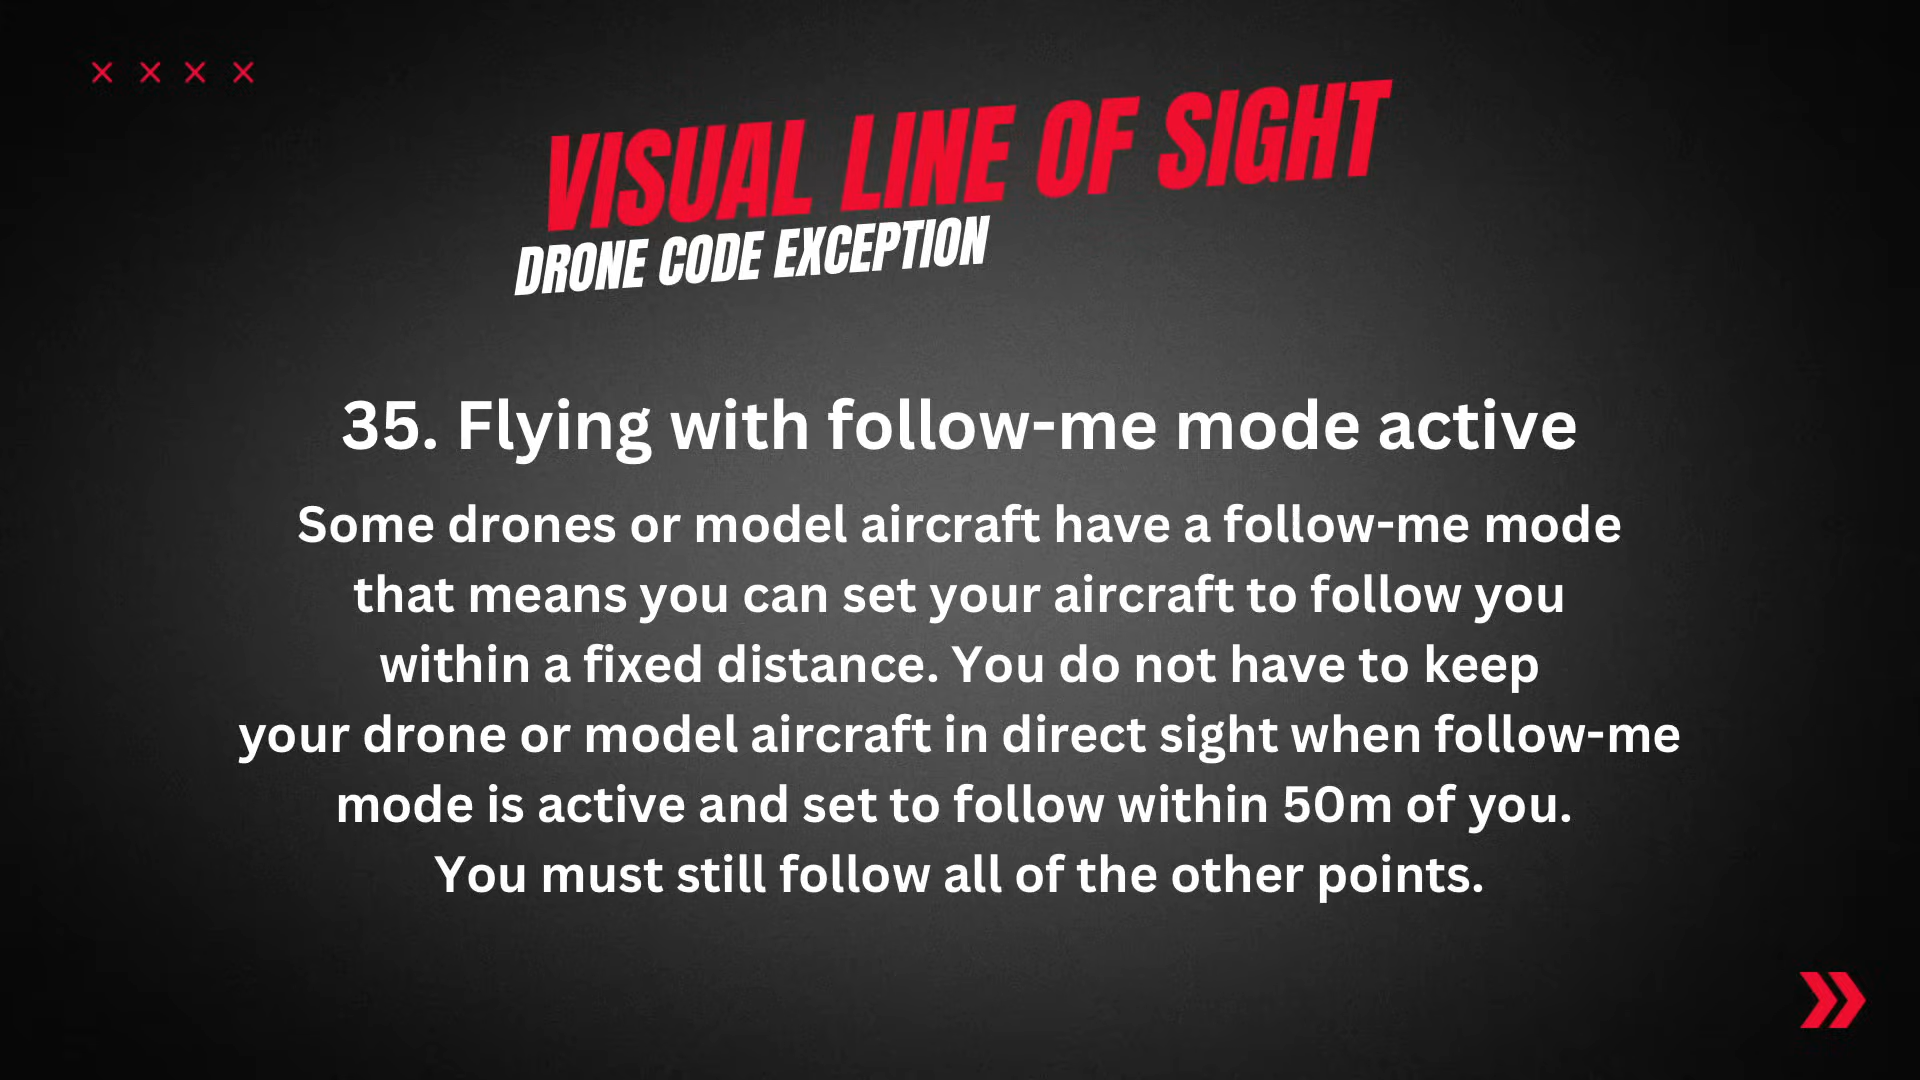 VISUAL LINE OF SIGHT
DRONE CODE EXCEPTION
35. Flying with follow-me mode active
Some drones or model aircraft have a follow-me mode
that means you can set your aircraft to follow you
within a fixed distance. You do not have to keep
your drone or model aircraft in direct sight when follow-me
mode is active and set to follow within 50m of you.
You must still follow all of the other points.